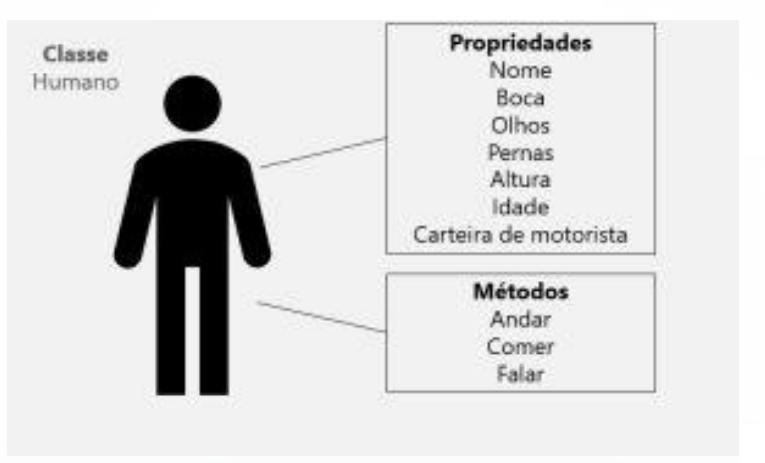 Classe
Humano
Propriedades
Nome
Boca
Olhos
Pernas
Altura
Idade
Carteira de motorista
Métodos
Andar
Comer
Falar